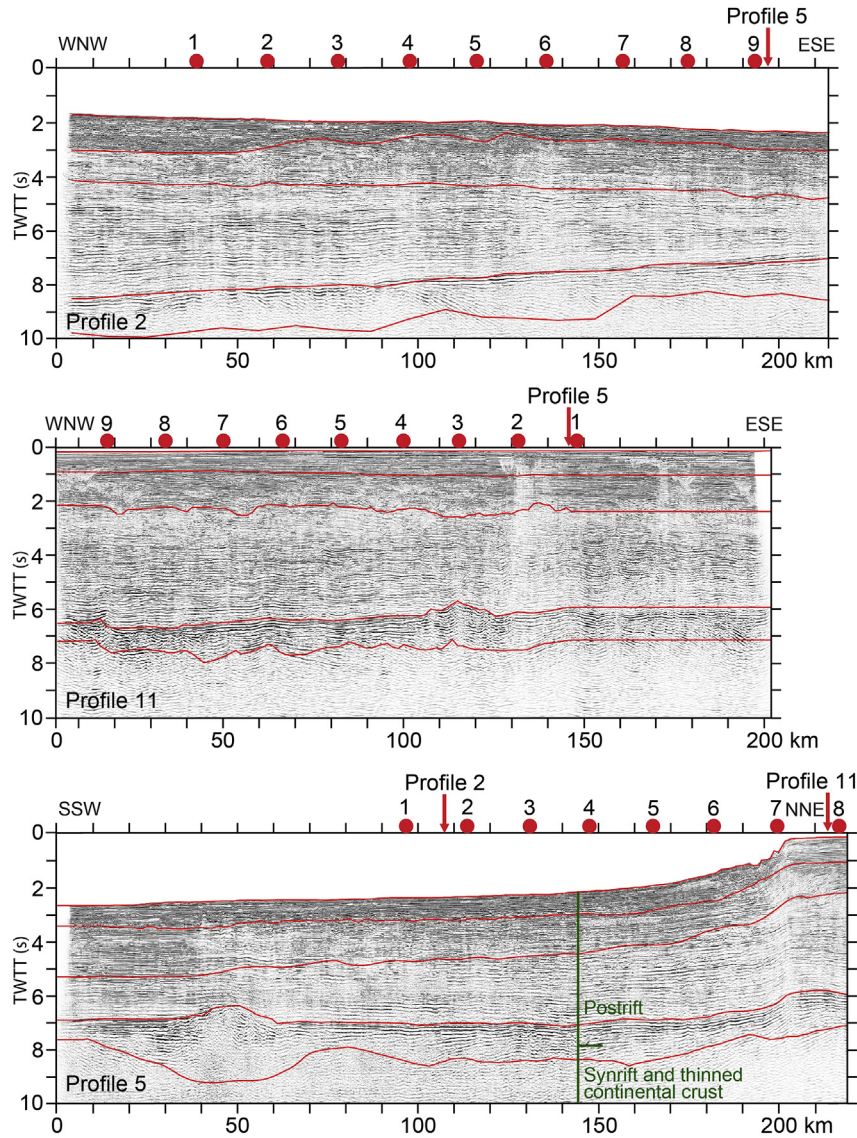 Profile 5
WNW 1 2 3 4 5 6 7 8 9 ESE
0
2
4
6
8
10
TWTT (s)
Profile 2
0 50 100 150 200 km
Profile 5
WNW 9 8 7 6 5 4 3 2 1 ESE
0
2
4
6
8
10
TWTT (s)
Profile 11
0 50 100 150 200 km
Profile 2 Profile 11
SSW 1 2 3 4 5 6 7 NNE 8
0
2
4
6
8
10
TWTT (s)
Postrift
Synrift and thinned
continental crust
Profile 5
0 50 100 150 200 km